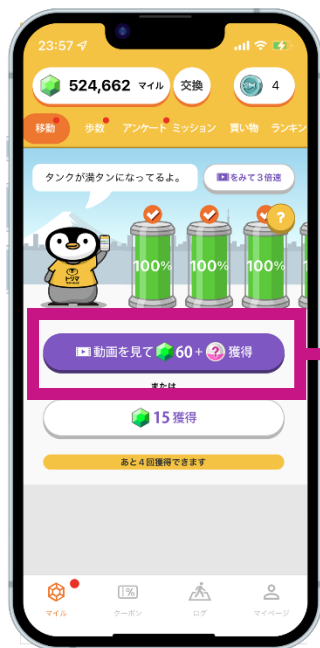 23:57
524,662 マイル 交換 4
移動 歩数 アンケート ミッション 買い物 ランキン
タンクが満タンになってるよ。 をみて3倍速
?
100% 100% 100%
トリマ
動画を見て 60 + ? 獲得
または
15 獲得
あと4回獲得できます
%
マイル クーポン ログ マイページ